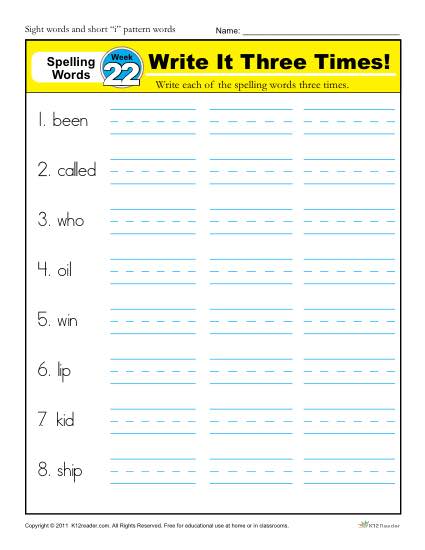 Sight words and short “i” pattern words
Name:
Spelling Words
Week 22
Write It Three Times!
Write each of the spelling words three times.
1. been
2. called
3. who
4. oil
5. win
6. lip
7. kid
8. ship
Copyright © 2011 K12reader.com. All Rights Reserved. Free for educational use at home or in classrooms.
K12Reader